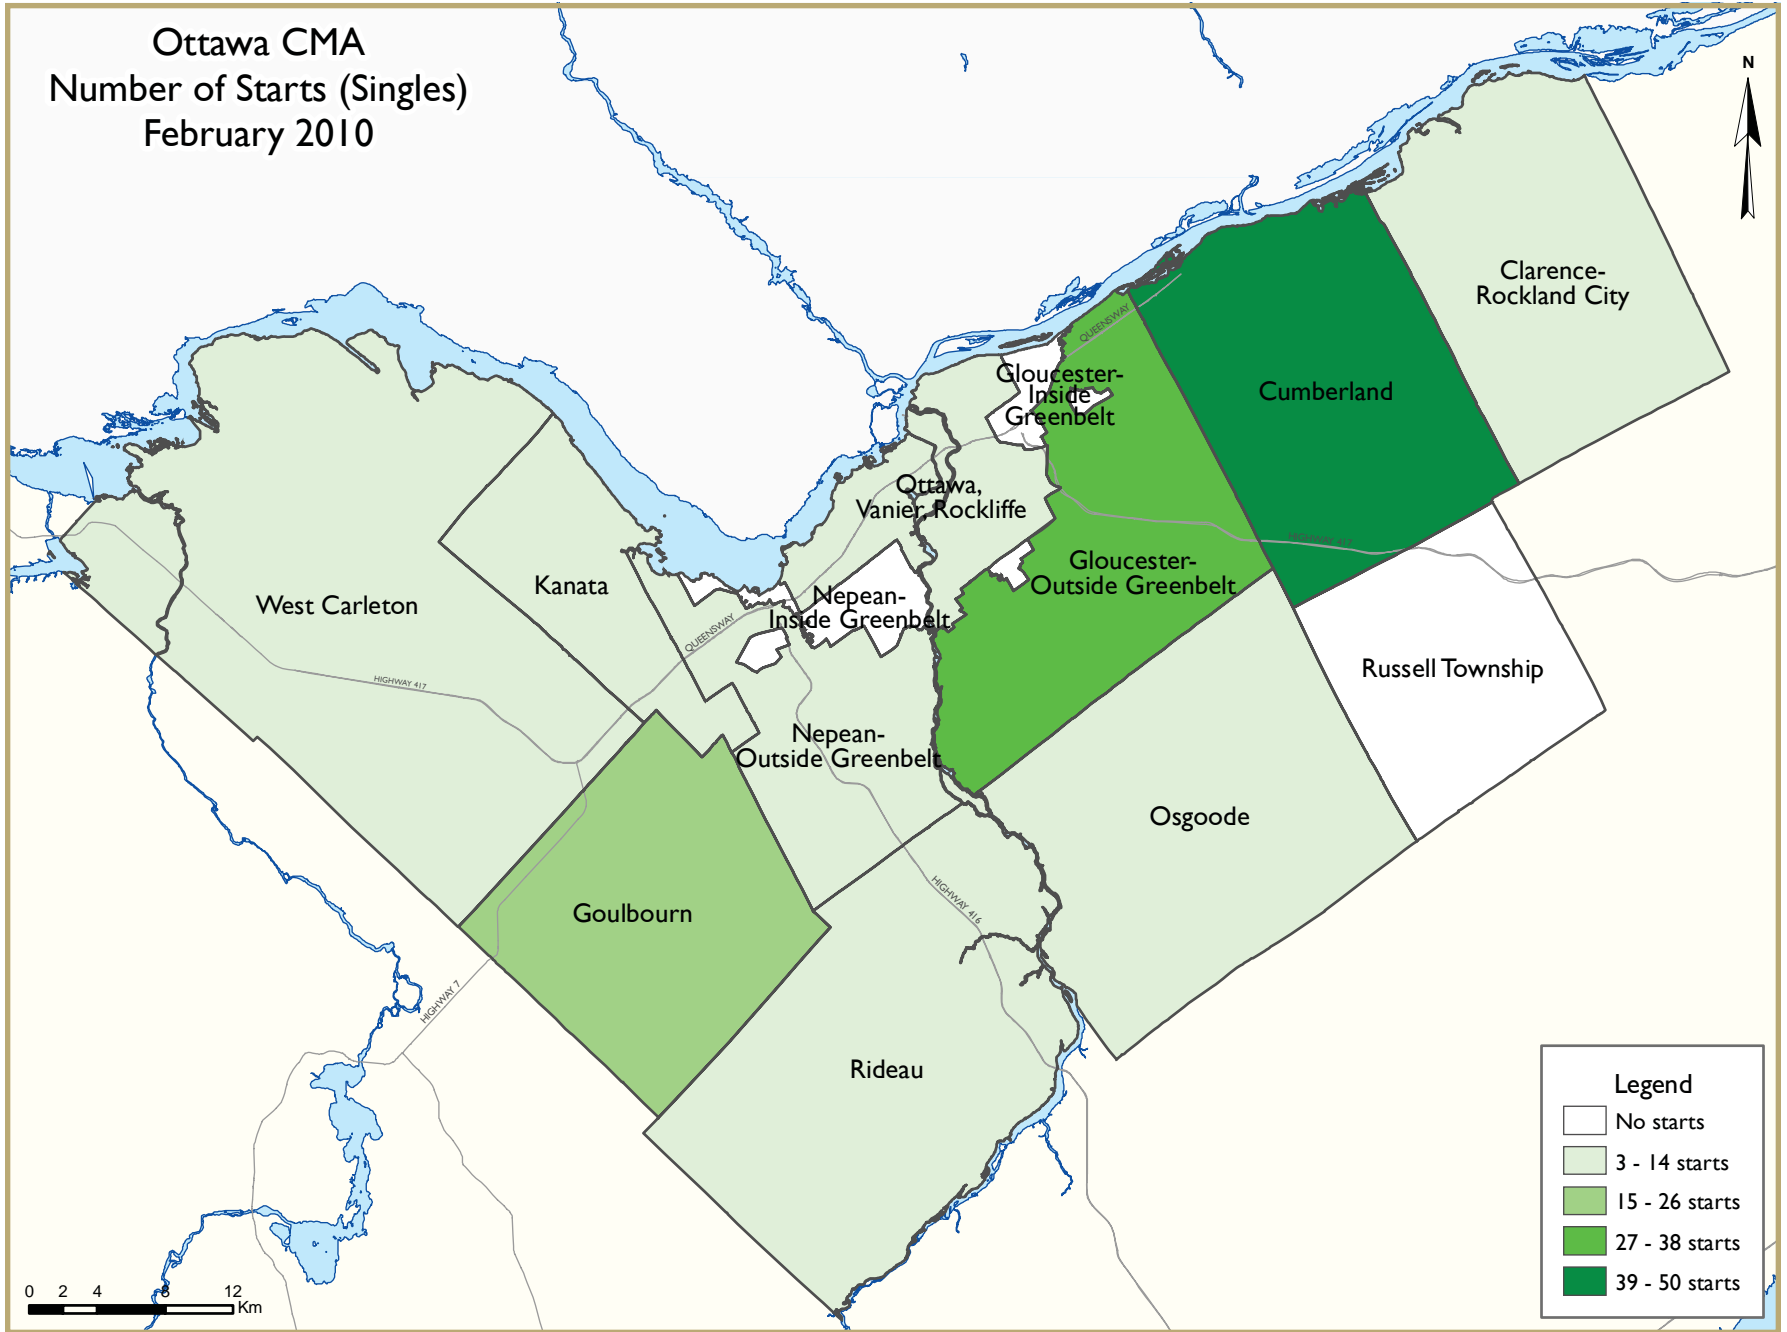 Ottawa CMA
Number of Starts (Singles)
February 2010
N
Clarence-
Rockland City
QUEENSWAY
Gloucester-
Inside
Greenbelt
Cumberland
Ottawa,
Vanier, Rockliffe
HIGHWAY 417
Gloucester-
Outside Greenbelt
Kanata
West Carleton
Nepean-
Inside Greenbelt
QUEENSWAY
Russell Township
HIGHWAY 417
Nepean-
Outside Greenbelt
Osgoode
Goulbourn
HIGHWAY 416
HIGHWAY 7
Rideau
Legend
No starts
3 - 14 starts
15 - 26 starts
27 - 38 starts
39 - 50 starts
0 2 4 8 12
Km